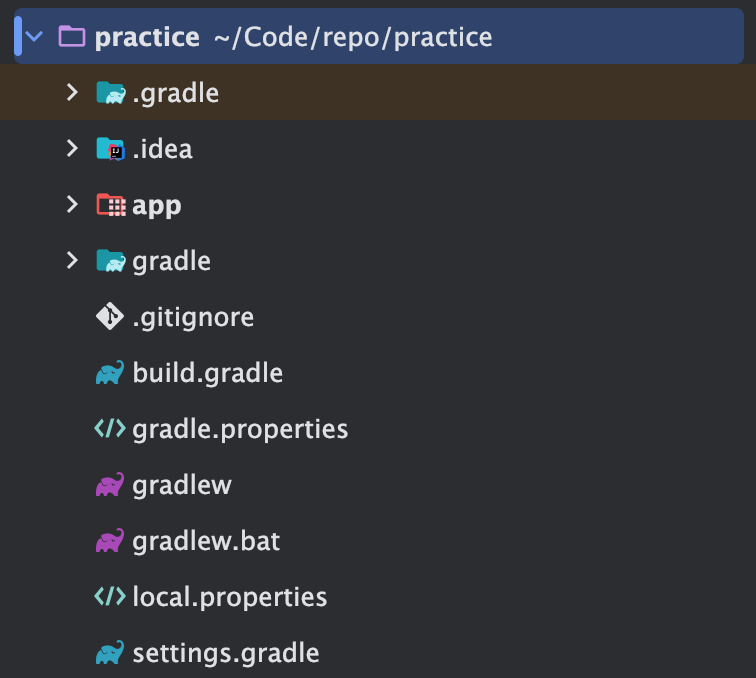 practice ~/Code/repo/practice
.gradle
.idea
app
gradle
.gitignore
build.gradle
gradle.properties
gradlew
gradlew.bat
local.properties
settings.gradle